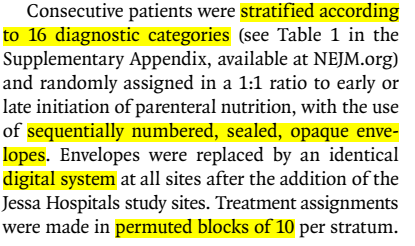 Consecutive patients were stratified according
to 16 diagnostic categories (see Table 1 in the
Supplementary Appendix, available at NEJM.org)
and randomly assigned in a 1:1 ratio to early or
late initiation of parenteral nutrition, with the use
of sequentially numbered, sealed, opaque enve-
lopes. Envelopes were replaced by an identical
digital system at all sites after the addition of the
Jessa Hospitals study sites. Treatment assignments
were made in permuted blocks of 10 per stratum.